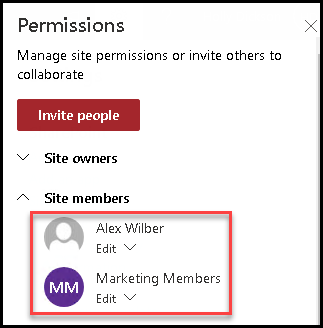 Permissions
Manage site permissions or invite others to
collaborate
Invite people
Site owners
Site members
Alex Wilber
Edit
MM
Marketing Members
Edit